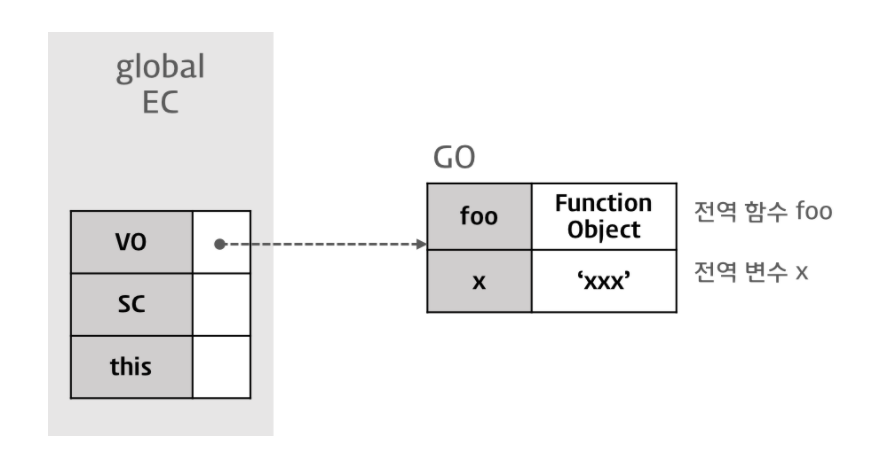 global
EC
GO
foo
Function
Object
전역 함수 foo
VO
x
‘xxx’
전역 변수 x
SC
this